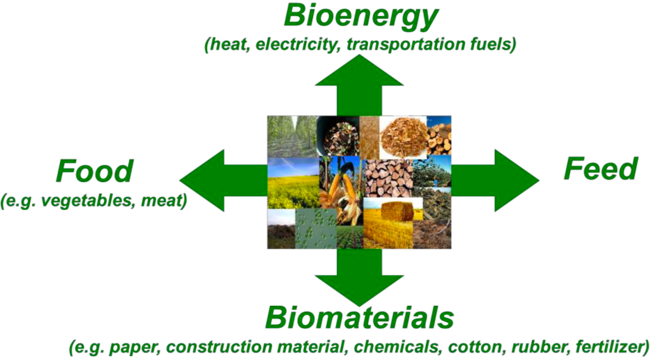 Bioenergy
(heat, electricity, transportation fuels)
Food
(e.g. vegetables, meat)
Feed
Biomaterials
(e.g. paper, construction material, chemicals, cotton, rubber, fertilizer)